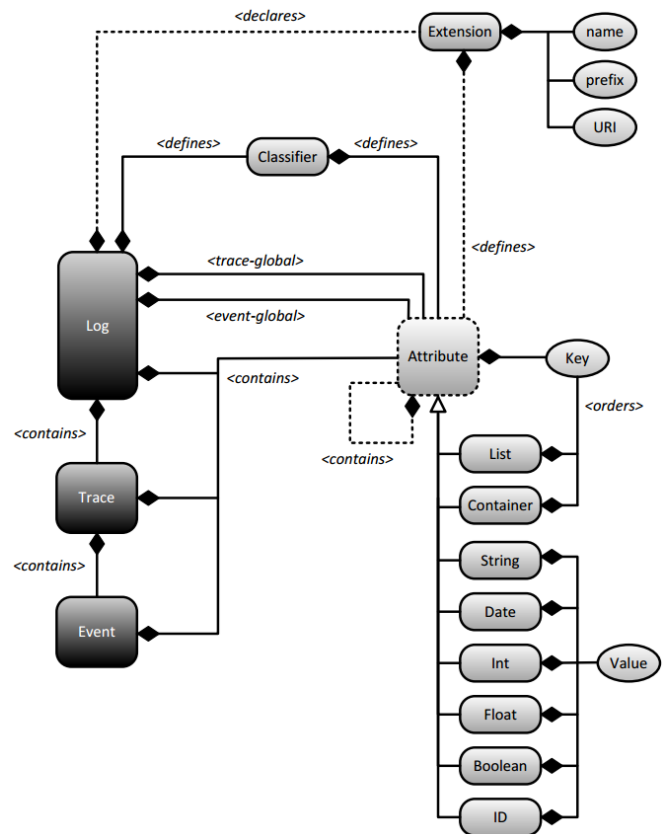 <declares>
Extension
name
prefix
URI
<defines>
Classifier
<defines>
<defines>
<trace-global>
<event-global>
Log
Attribute
Key
<contains>
<orders>
<contains>
<contains>
List
Trace
Container
String
<contains>
Date
Event
Int
Value
Float
Boolean
ID